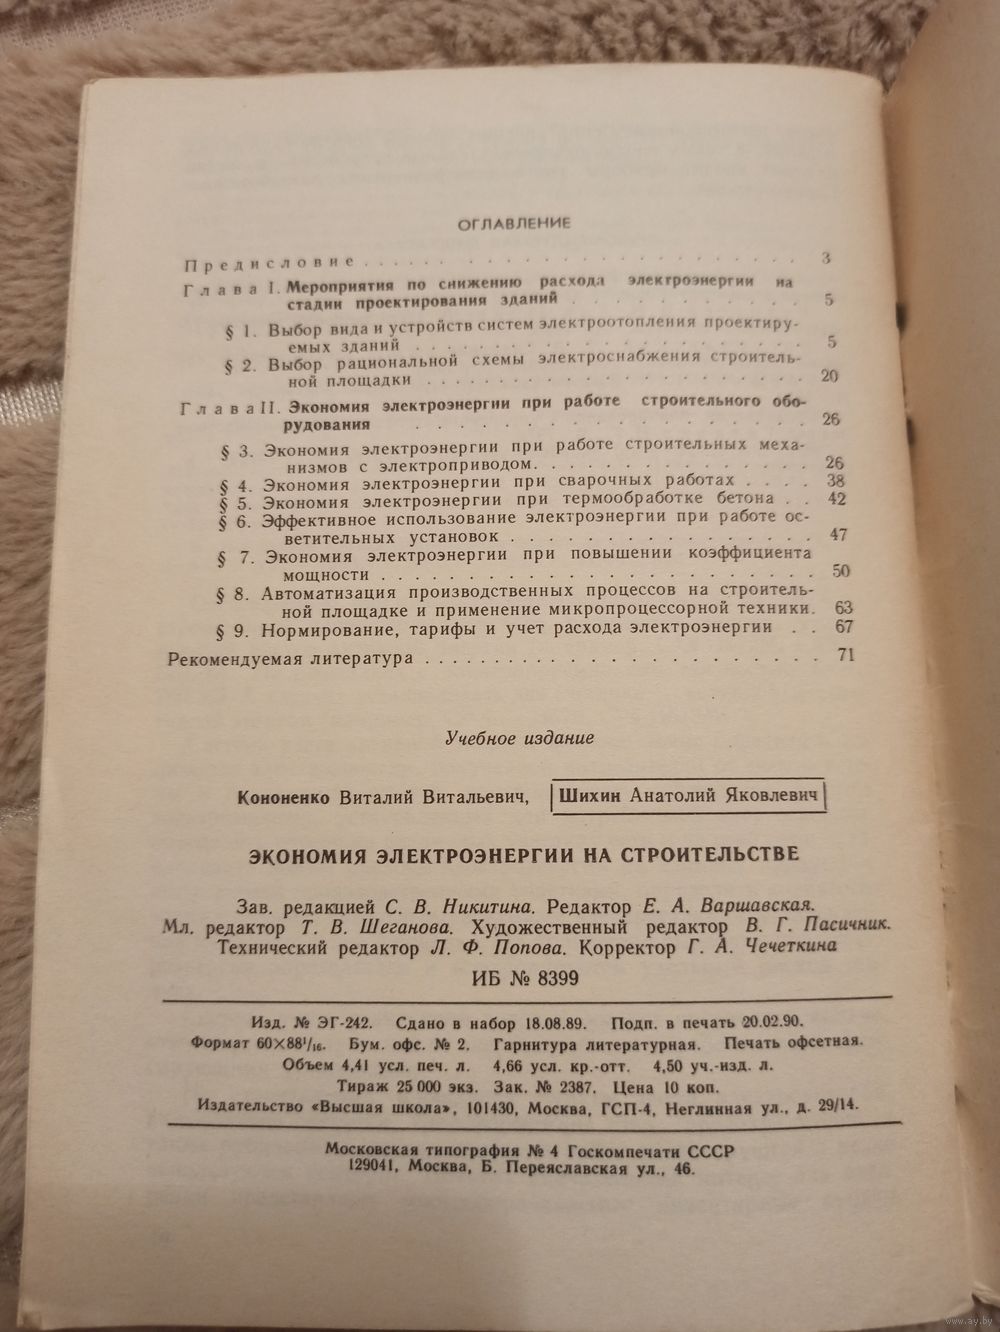 ОГЛАВЛЕНИЕ
Предисловие . . . . . . . . . . . . . . . . . . . . 3
Глава I. Мероприятия по снижению расхода электроэнергии на
стадии проектирования зданий . . . . . . . . . . . 5
§ 1. Выбор вида и устройств систем электроотопления проектиру-
емых зданий . . . . . . . . . . . . . . . . . . . 5
§ 2. Выбор рациональной схемы электроснабжения строитель-
ной площадки . . . . . . . . . . . . . . . . . . 20
Глава II. Экономия электроэнергии при работе строительного обо-
рудования . . . . . . . . . . . . . . . . . . 26
§ 3. Экономия электроэнергии при работе строительных меха-
низмов с электроприводом. . . . . . . . . . . . . 26
§ 4. Экономия электроэнергии при сварочных работах . . . . 38
§ 5. Экономия электроэнергии при термообработке бетона . . 42
§ 6. Эффективное использование электроэнергии при работе ос-
ветительных установок . . . . . . . . . . . . . . 47
§ 7. Экономия электроэнергии при повышении коэффициента
мощности . . . . . . . . . . . . . . . . . . . . 50
§ 8. Автоматизация производственных процессов на строитель-
ной площадке и применение микропроцессорной техники. 63
§ 9. Нормирование, тарифы и учет расхода электроэнергии . . 67
Рекомендуемая литература . . . . . . . . . . . . . . . . . . 71
Учебное издание
Кононенко Виталий Витальевич, Шихин Анатолий Яковлевич
ЭКОНОМИЯ ЭЛЕКТРОЭНЕРГИИ НА СТРОИТЕЛЬСТВЕ
Зав. редакцией С. В. Никитина. Редактор Е. А. Варшавская.
Мл. редактор Т. В. Шеганова. Художественный редактор В. Г. Пасичник.
Технический редактор Л. Ф. Попова. Корректор Г. А. Чечеткина
ИБ № 8399
Изд. № ЭГ-242. Сдано в набор 18.08.89. Подп. в печать 20.02.90.
Формат 60×88¹/₁₆. Бум. офс. № 2. Гарнитура литературная. Печать офсетная.
Объем 4,41 усл. печ. л. 4,66 усл. кр.-отт. 4,50 уч.-изд. л.
Тираж 25 000 экз. Зак. № 2387. Цена 10 коп.
Издательство «Высшая школа», 101430, Москва, ГСП-4, Неглинная ул., д. 29/14.
Московская типография № 4 Госкомпечати СССР
129041, Москва, Б. Переяславская ул., 46.
www.ay.by